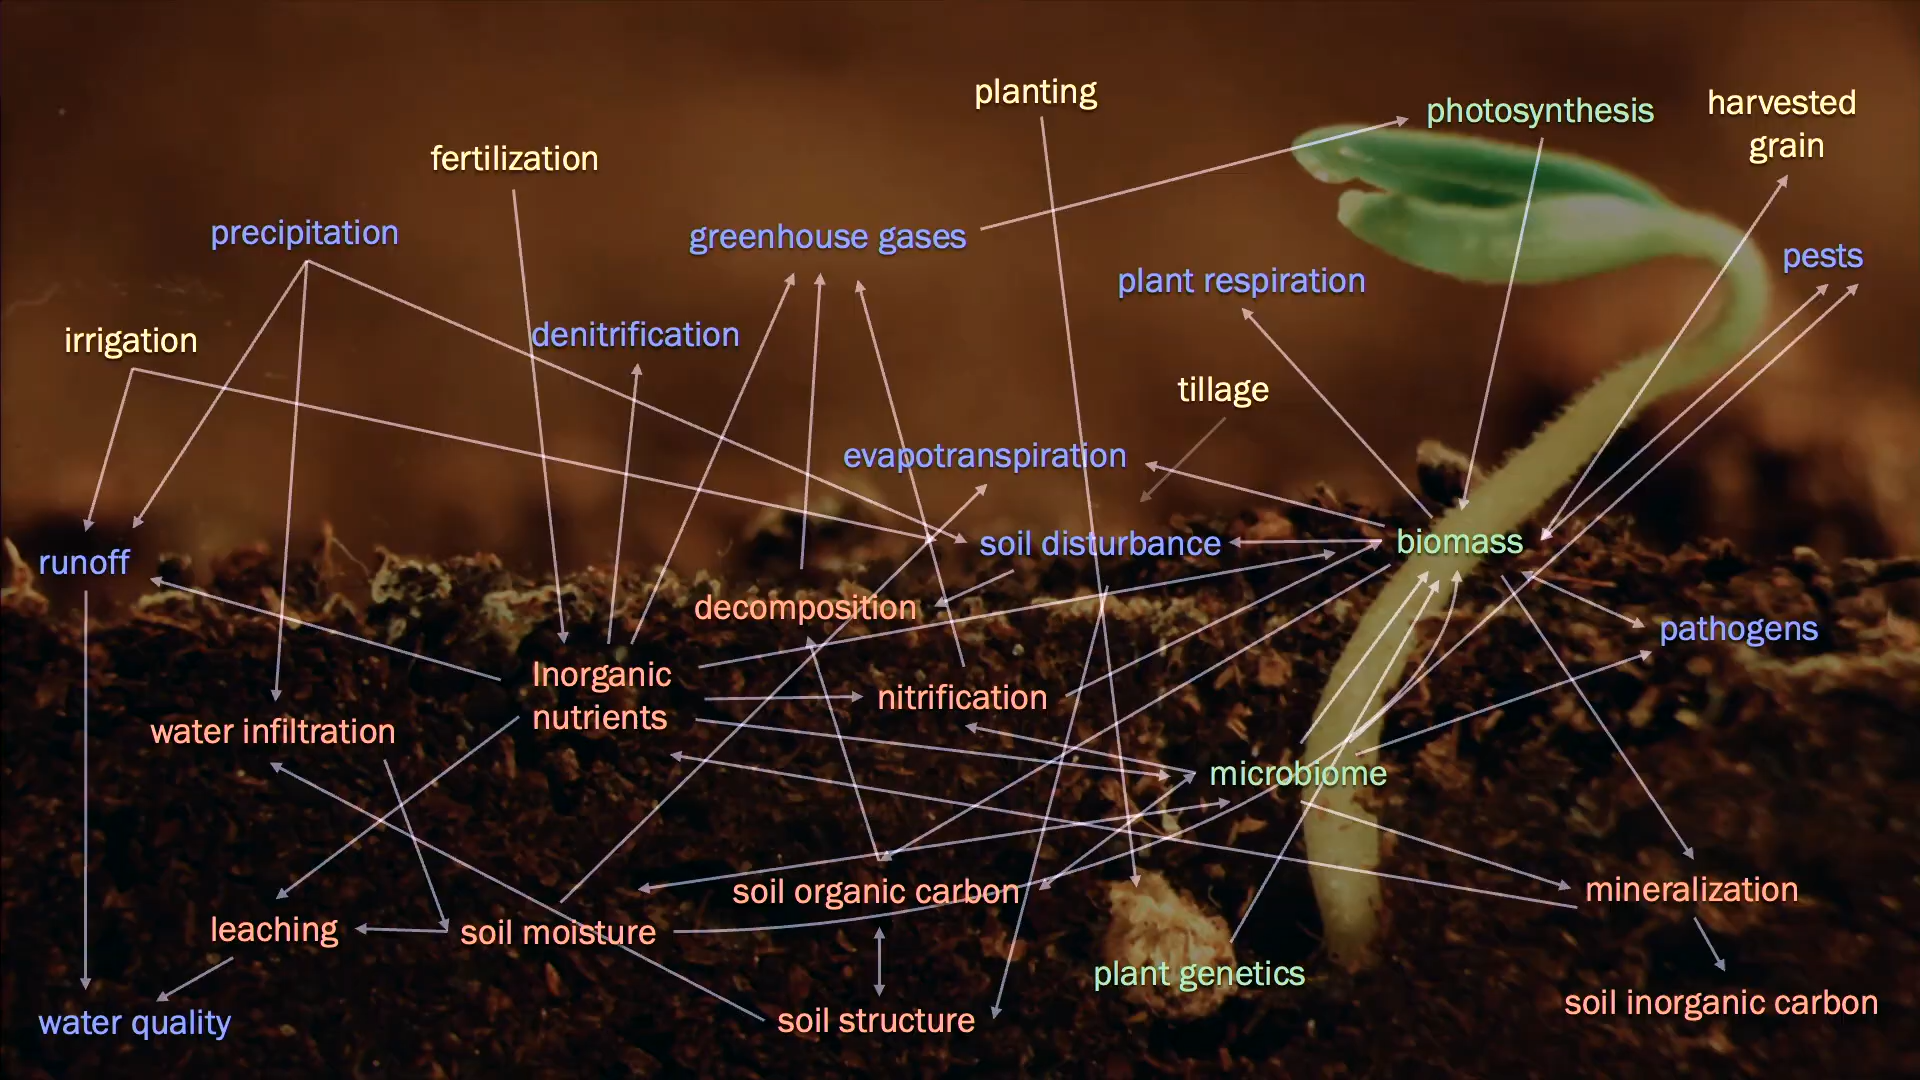 planting
photosynthesis
harvested
grain
fertilization
precipitation
greenhouse gases
pests
plant respiration
irrigation
denitrification
tillage
evapotranspiration
runoff
soil disturbance
biomass
decomposition
pathogens
Inorganic
nutrients
nitrification
water infiltration
microbiome
soil organic carbon
mineralization
leaching
soil moisture
plant genetics
soil inorganic carbon
water quality
soil structure